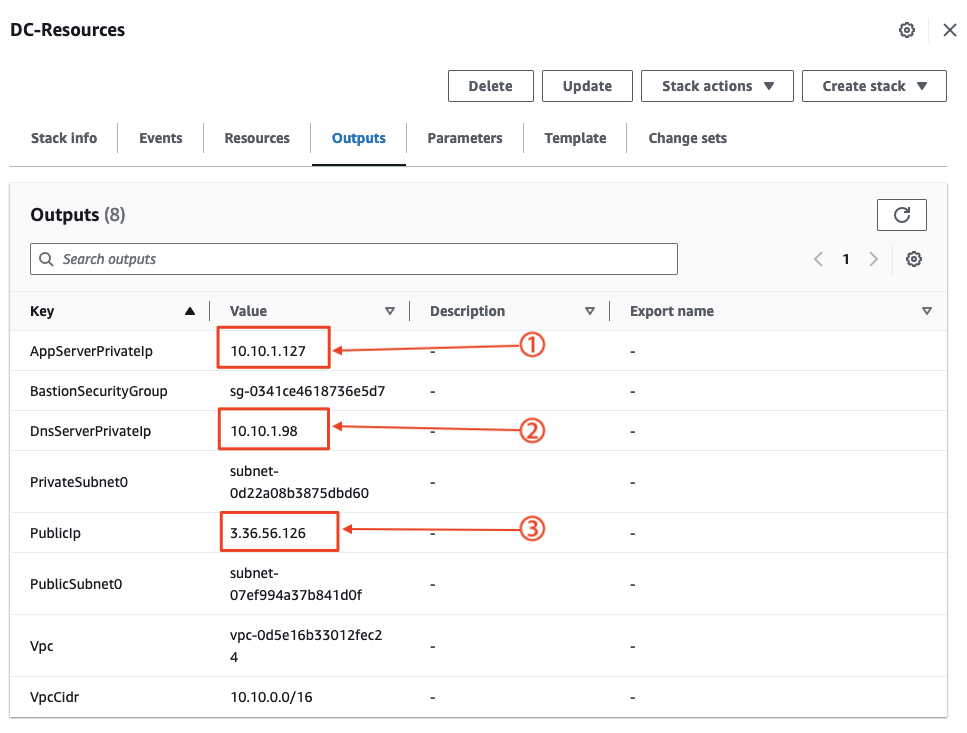 DC-Resources
Delete
Update
Stack actions
Create stack
Stack info
Events
Resources
Outputs
Parameters
Template
Change sets
Outputs (8)
Search outputs
1
Key
Value
Description
Export name
AppServerPrivateIp
10.10.1.127
-
-
①
BastionSecurityGroup
sg-0341ce4618736e5d7
-
-
DnsServerPrivateIp
10.10.1.98
-
-
②
PrivateSubnet0
subnet-
0d22a08b3875dbd60
-
-
PublicIp
3.36.56.126
-
-
③
PublicSubnet0
subnet-
07ef994a37b841d0f
-
-
Vpc
vpc-0d5e16b33012fec2
4
-
-
VpcCidr
10.10.0.0/16
-
-